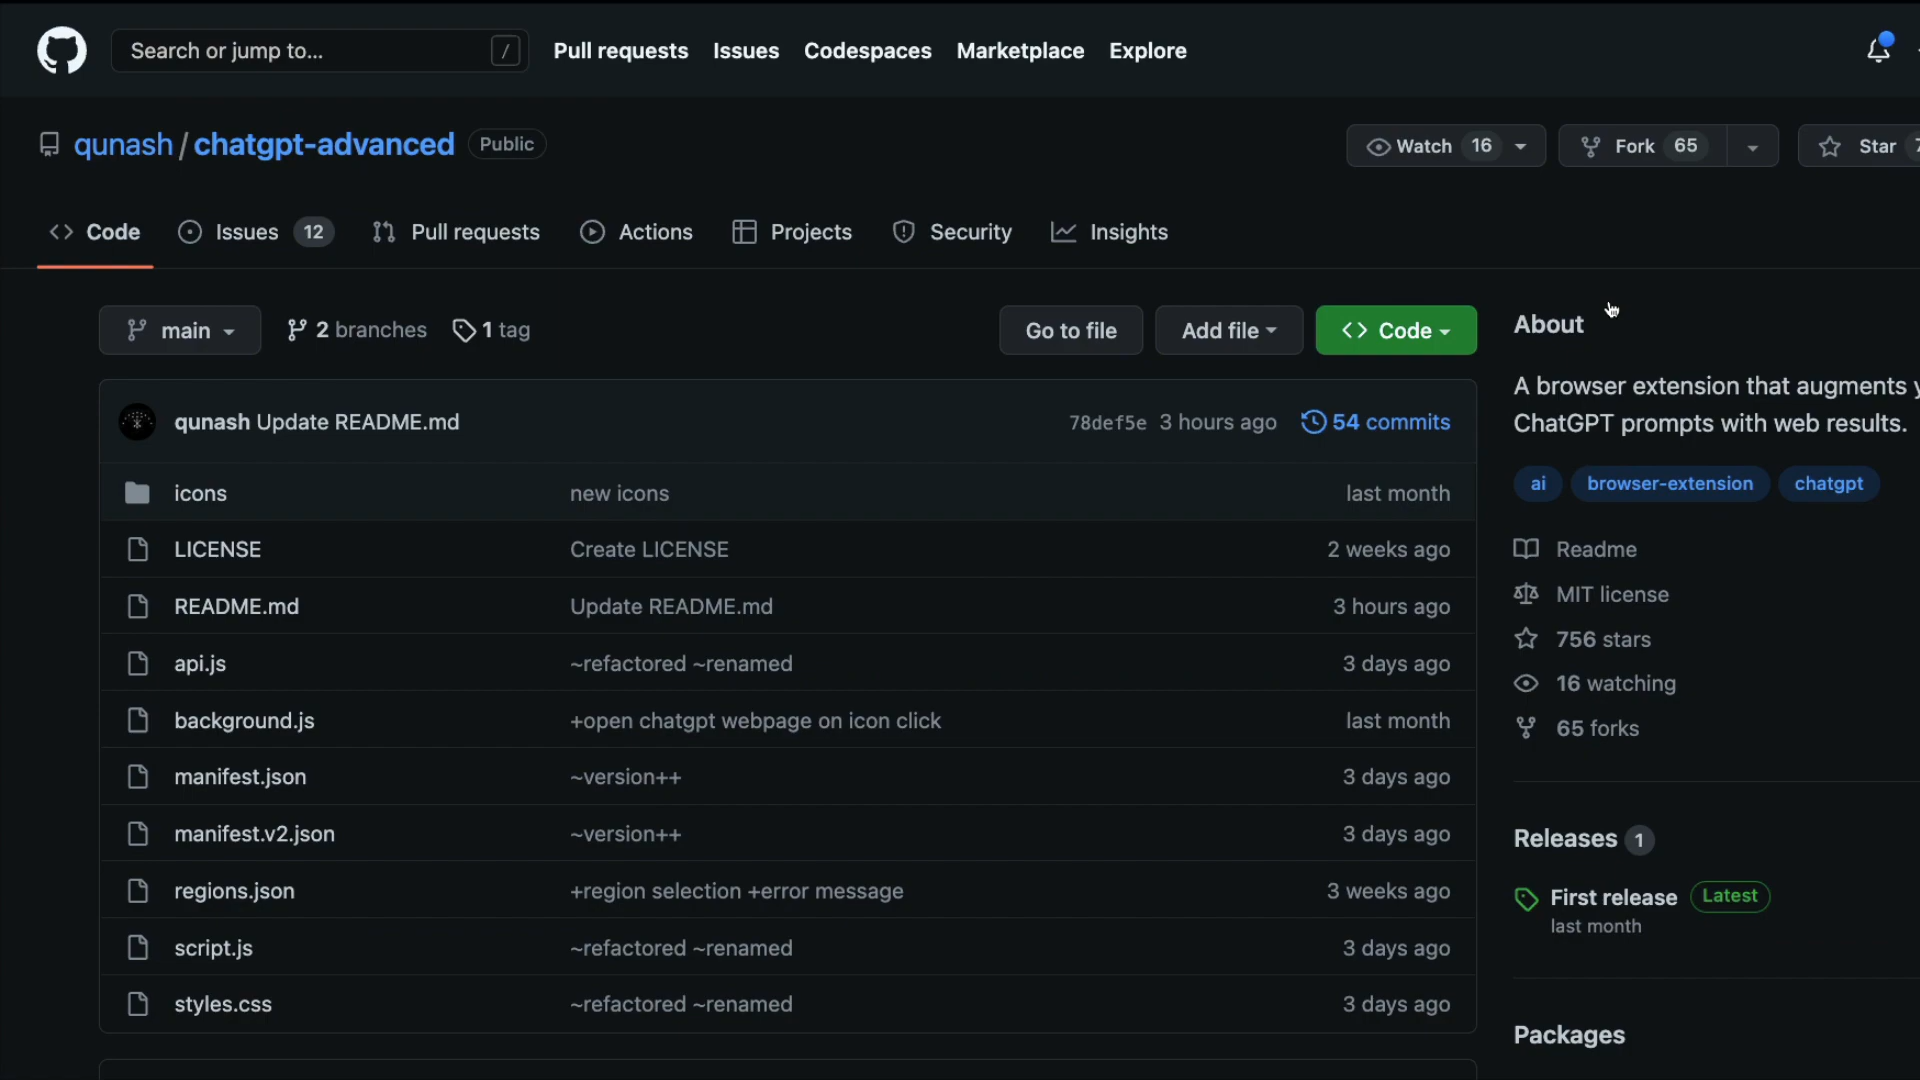 Search or jump to... /
Pull requests Issues Codespaces Marketplace Explore
qunash / chatgpt-advanced Public
Watch 16 Fork 65 Star
Code Issues 12 Pull requests Actions Projects Security Insights
main 2 branches 1 tag Go to file Add file Code
qunash Update README.md 78def5e 3 hours ago 54 commits
icons new icons last month
LICENSE Create LICENSE 2 weeks ago
README.md Update README.md 3 hours ago
api.js ~refactored ~renamed 3 days ago
background.js +open chatgpt webpage on icon click last month
manifest.json ~version++ 3 days ago
manifest.v2.json ~version++ 3 days ago
regions.json +region selection +error message 3 weeks ago
script.js ~refactored ~renamed 3 days ago
styles.css ~refactored ~renamed 3 days ago
About
A browser extension that augments
ChatGPT prompts with web results.
ai browser-extension chatgpt
Readme
MIT license
756 stars
16 watching
65 forks
Releases 1
First release Latest
last month
Packages